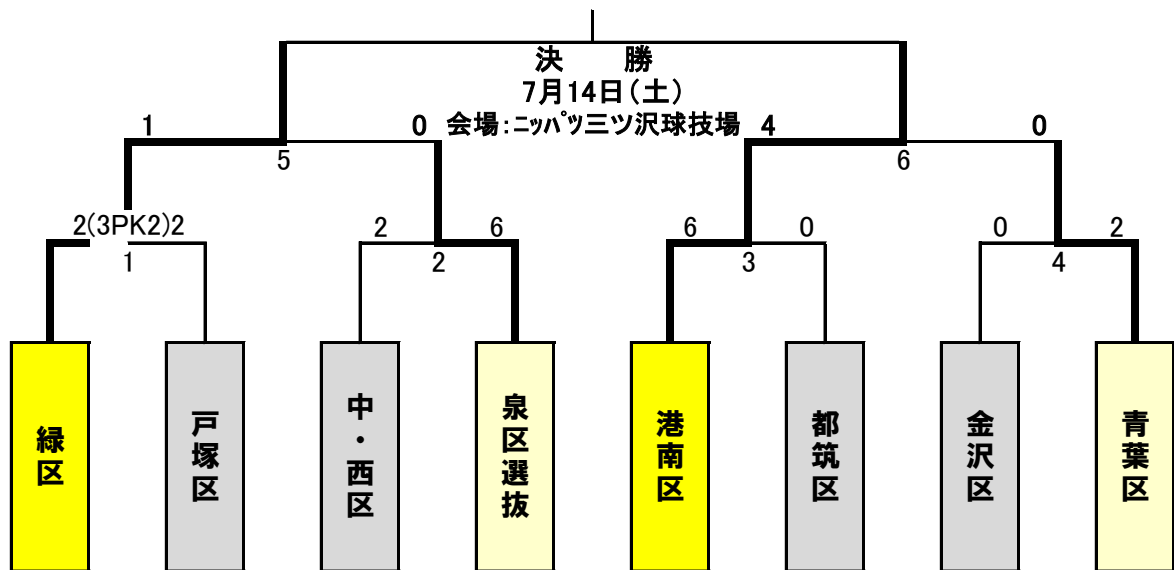 決 勝
7月14日(土)
会場:ニッパツ三ツ沢球技場
1 0 4 0
5 6
2(3PK2)2 2 6 6 0 0 2
1 2 3 4
緑区
戸塚区
中・西区
泉区選抜
港南区
都筑区
金沢区
青葉区